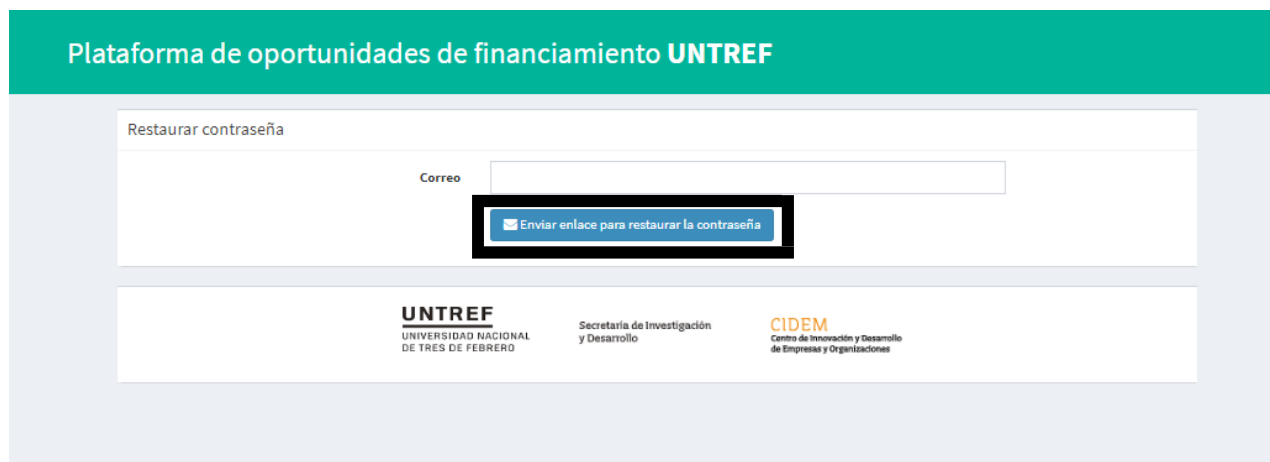 Plataforma de oportunidades de financiamiento UNTREF
Restaurar contraseña
Correo
Enviar enlace para restaurar la contraseña
UNTREF
UNIVERSIDAD NACIONAL
DE TRES DE FEBRERO
Secretaría de Investigación
y Desarrollo
CIDEM
Centro de Innovación y Desarrollo
de Empresas y Organizaciones